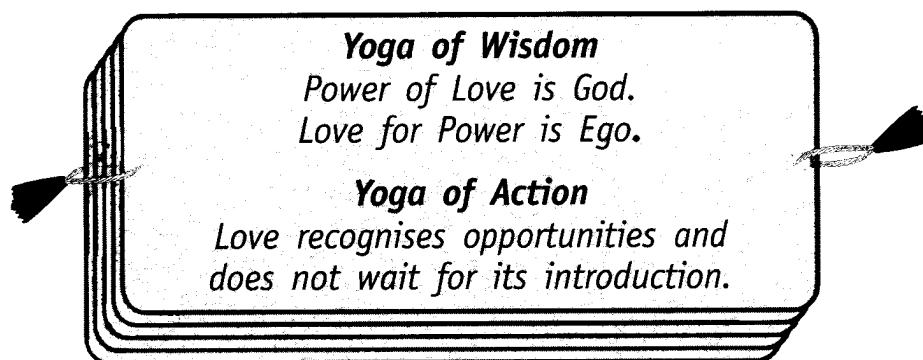 Yoga of Wisdom
Power of Love is God.
Love for Power is Ego.
Yoga of Action
Love recognises opportunities and
does not wait for its introduction.